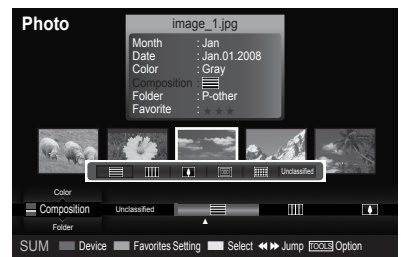 Photo
image_1.jpg
Month : Jan
Date : Jan.01.2008
Color : Gray
Composition :
Folder : P-other
Favorite : ★ ★ ★
Unclassified
Color
Composition Unclassified
Folder
SUM Device Favorites Setting Select Jump TOOLS Option